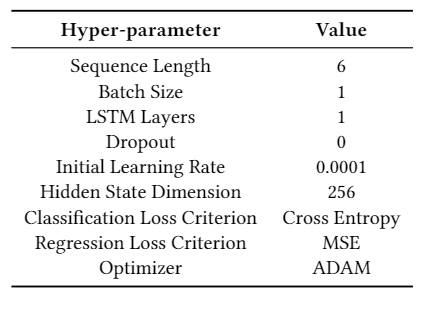 Hyper-parameter Value
Sequence Length 6
Batch Size 1
LSTM Layers 1
Dropout 0
Initial Learning Rate 0.0001
Hidden State Dimension 256
Classification Loss Criterion Cross Entropy
Regression Loss Criterion MSE
Optimizer ADAM